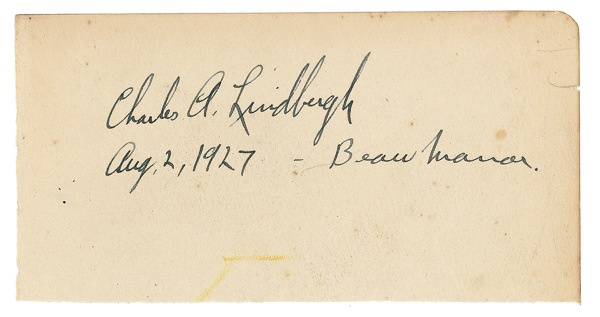 Charles A. Lindbergh
Aug. 2, 1927 - Beau Manor.